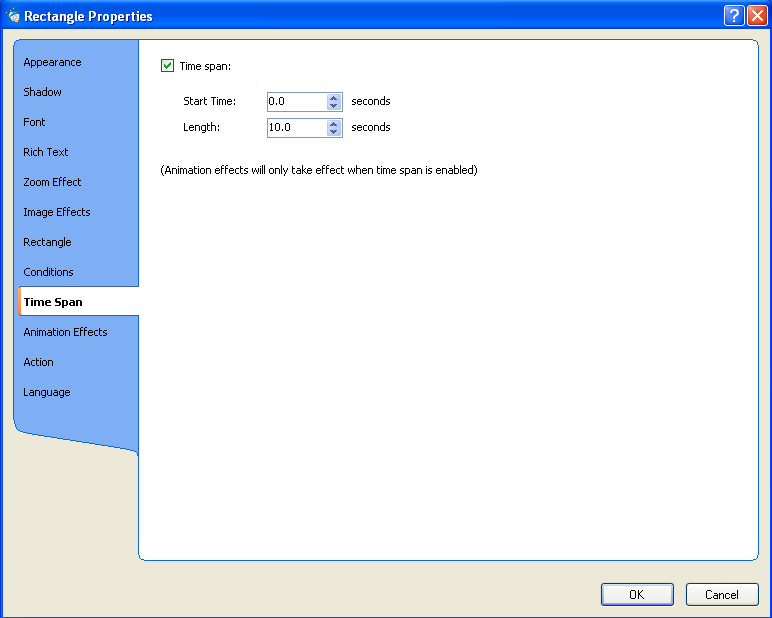 Rectangle Properties
Appearance
Shadow
Font
Rich Text
Zoom Effect
Image Effects
Rectangle
Conditions
Time Span
Animation Effects
Action
Language
Time span:
Start Time: 0.0 seconds
Length: 10.0 seconds
(Animation effects will only take effect when time span is enabled)
OK Cancel